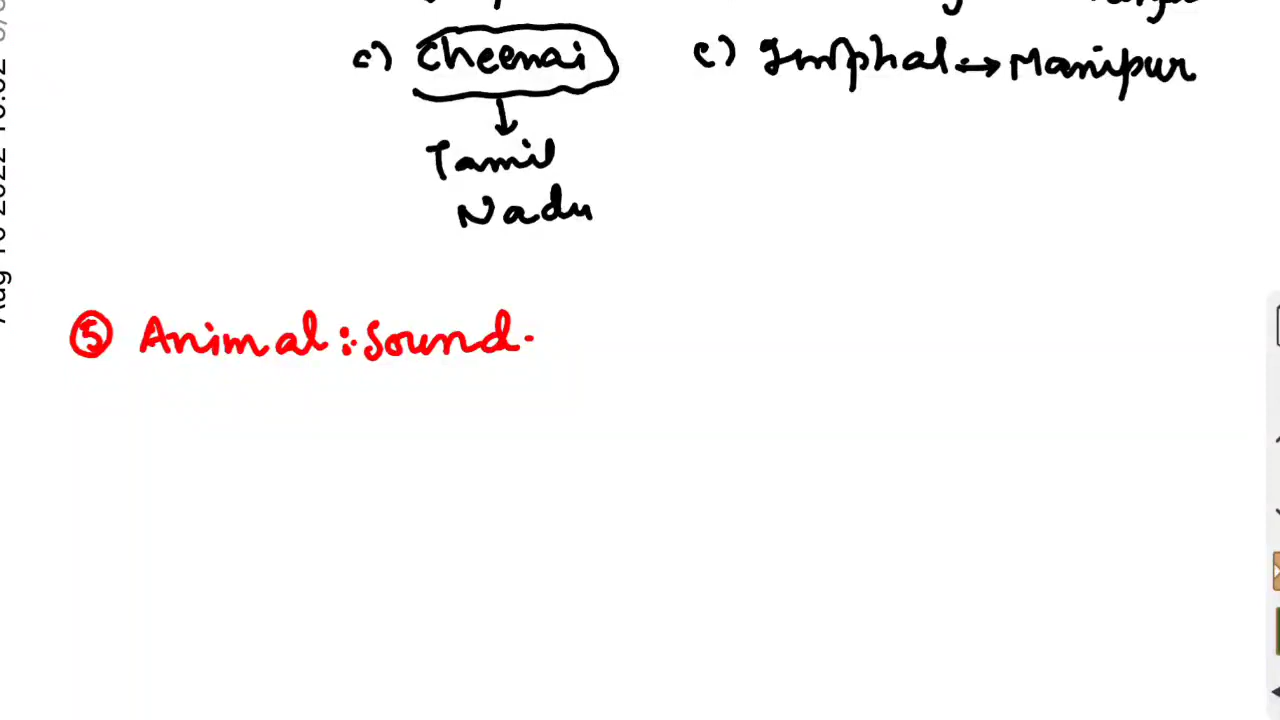 c) Cheenai
e) Imphal ↔ Manipur
↓
Tamil
Nadu
⑤ Animal : Sound.